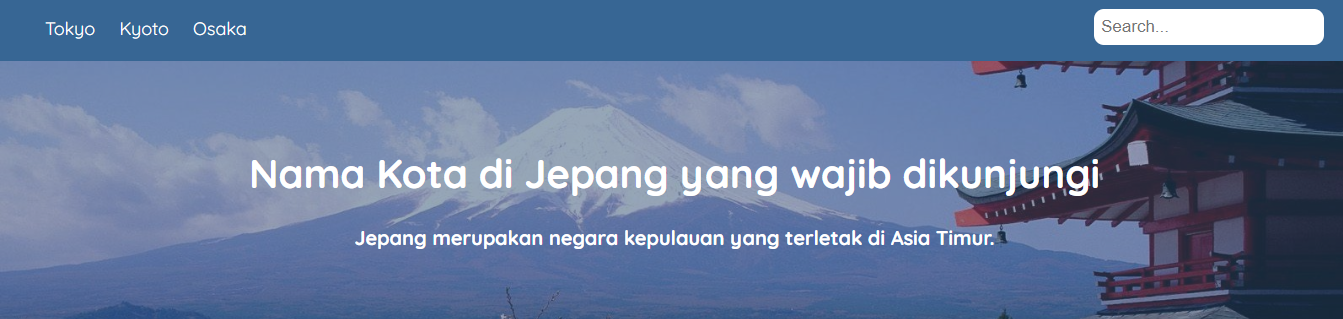 Tokyo Kyoto Osaka Search...
Nama Kota di Jepang yang wajib dikunjungi
Jepang merupakan negara kepulauan yang terletak di Asia Timur.